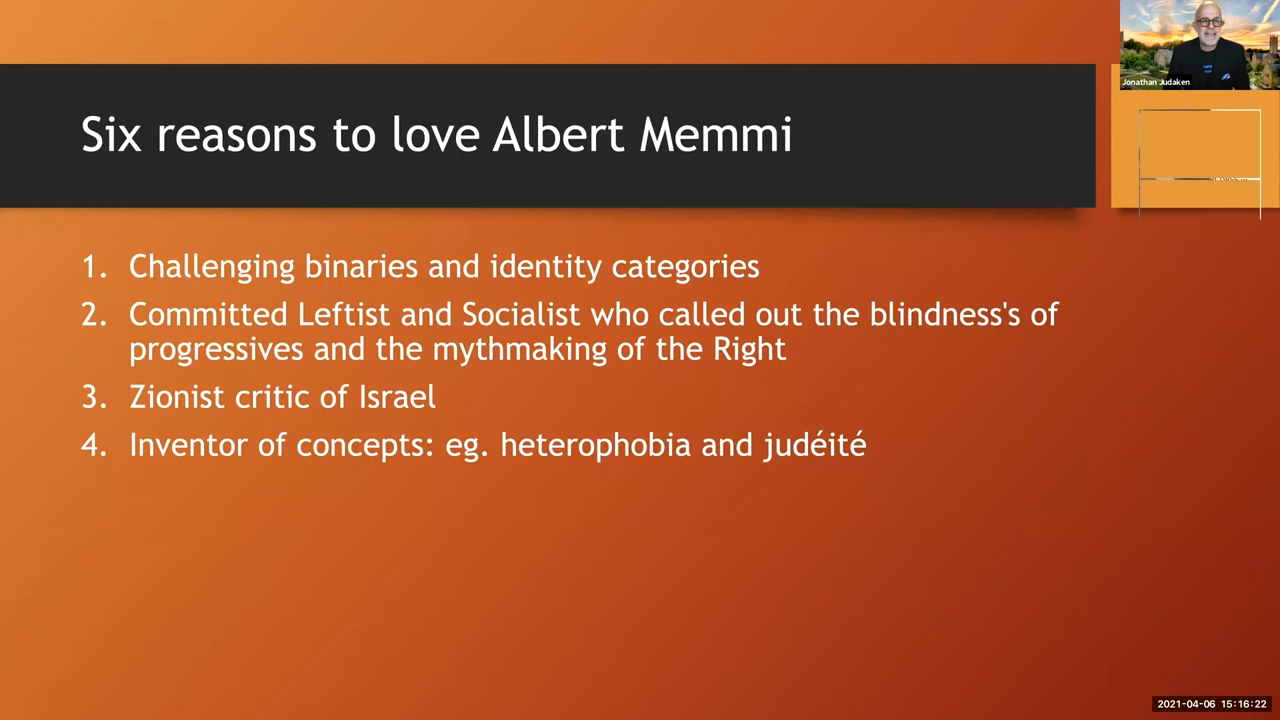 Jonathan Judaken
Six reasons to love Albert Memmi
1. Challenging binaries and identity categories
2. Committed Leftist and Socialist who called out the blindness's of
progressives and the mythmaking of the Right
3. Zionist critic of Israel
4. Inventor of concepts: eg. heterophobia and judéité
2021-04-06 15:16:22